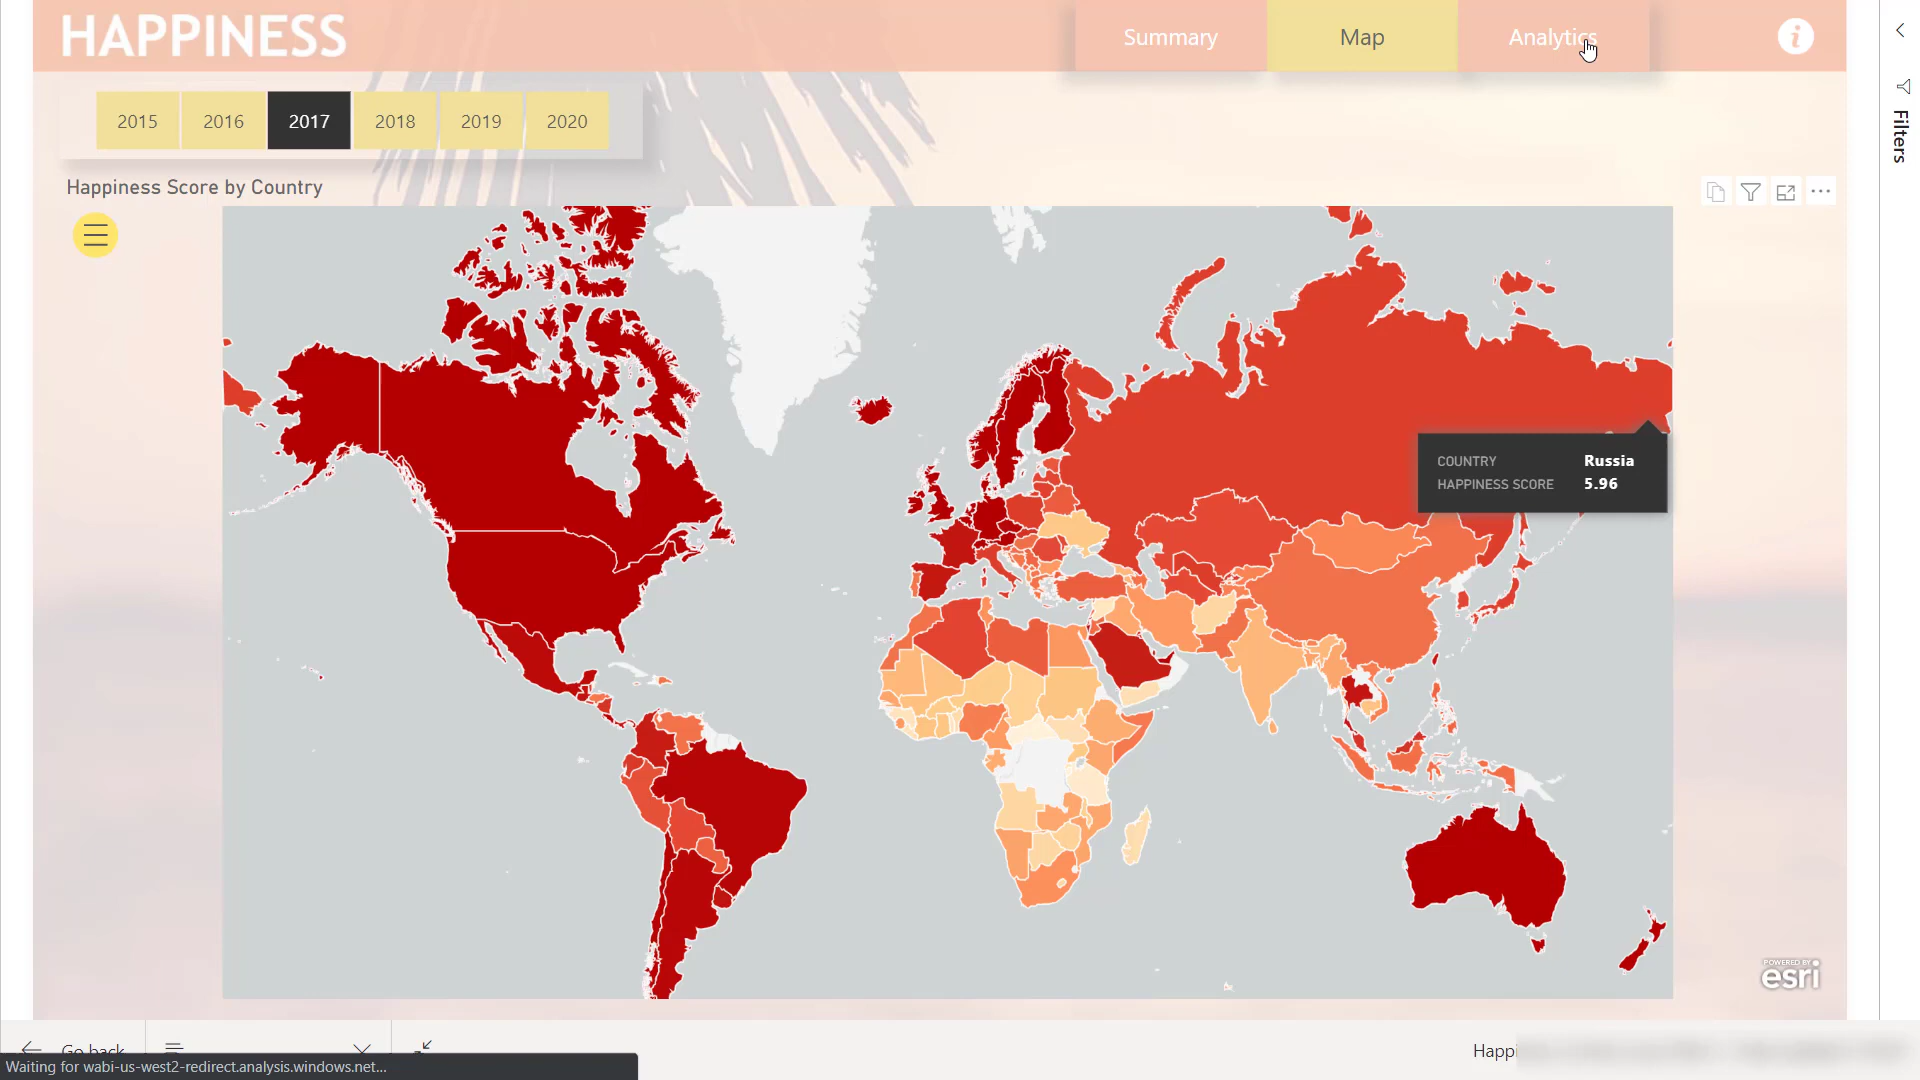 HAPPINESS
Summary
Map
Analytics
i
2015
2016
2017
2018
2019
2020
Happiness Score by Country
Filters
COUNTRY Russia
HAPPINESS SCORE 5.96
POWERED BY
esri
Go back
Happi
Waiting for wabi-us-west2-redirect.analysis.windows.net...